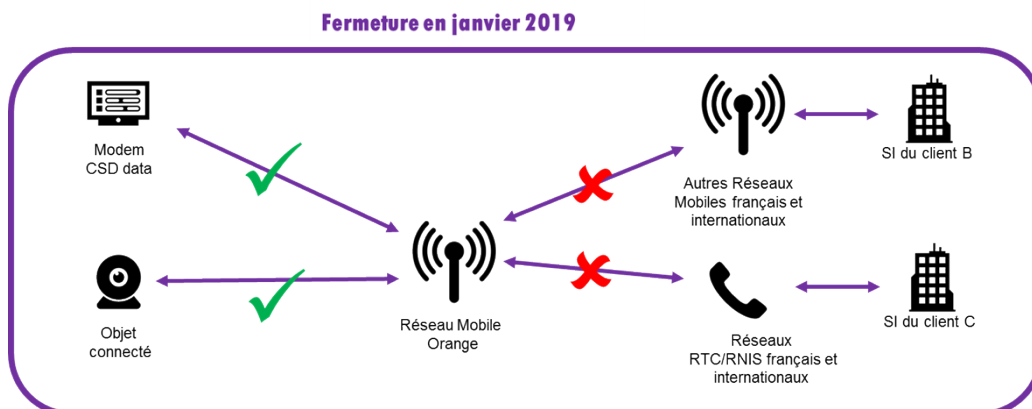 Fermeture en janvier 2019
Modem
CSD data
Objet
connecté
Réseau Mobile
Orange
Autres Réseaux
Mobiles français et
internationaux
SI du client B
Réseaux
RTC/RNIS français et
internationaux
SI du client C